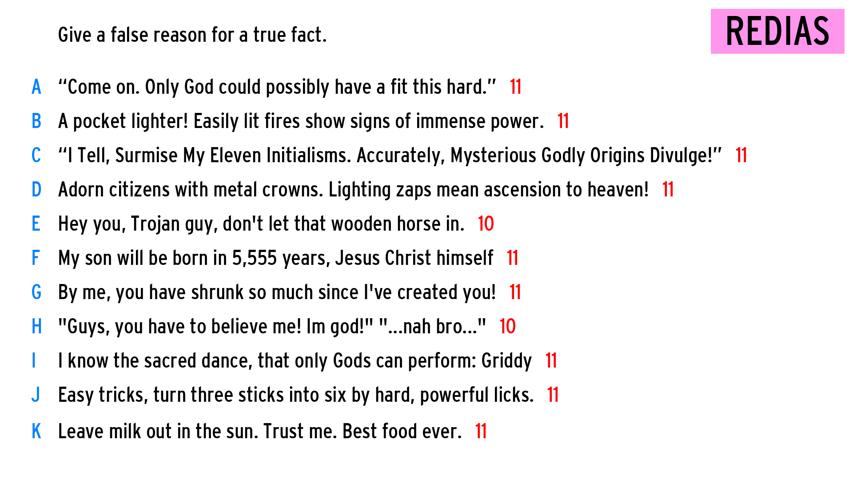 Give a false reason for a true fact.
REDIAS
A “Come on. Only God could possibly have a fit this hard.” 11
B A pocket lighter! Easily lit fires show signs of immense power. 11
C “I Tell, Surmise My Eleven Initialisms. Accurately, Mysterious Godly Origins Divulge!” 11
D Adorn citizens with metal crowns. Lighting zaps mean ascension to heaven! 11
E Hey you, Trojan guy, don't let that wooden horse in. 10
F My son will be born in 5,555 years, Jesus Christ himself 11
G By me, you have shrunk so much since I've created you! 11
H "Guys, you have to believe me! Im god!" "...nah bro..." 10
I I know the sacred dance, that only Gods can perform: Griddy 11
J Easy tricks, turn three sticks into six by hard, powerful licks. 11
K Leave milk out in the sun. Trust me. Best food ever. 11